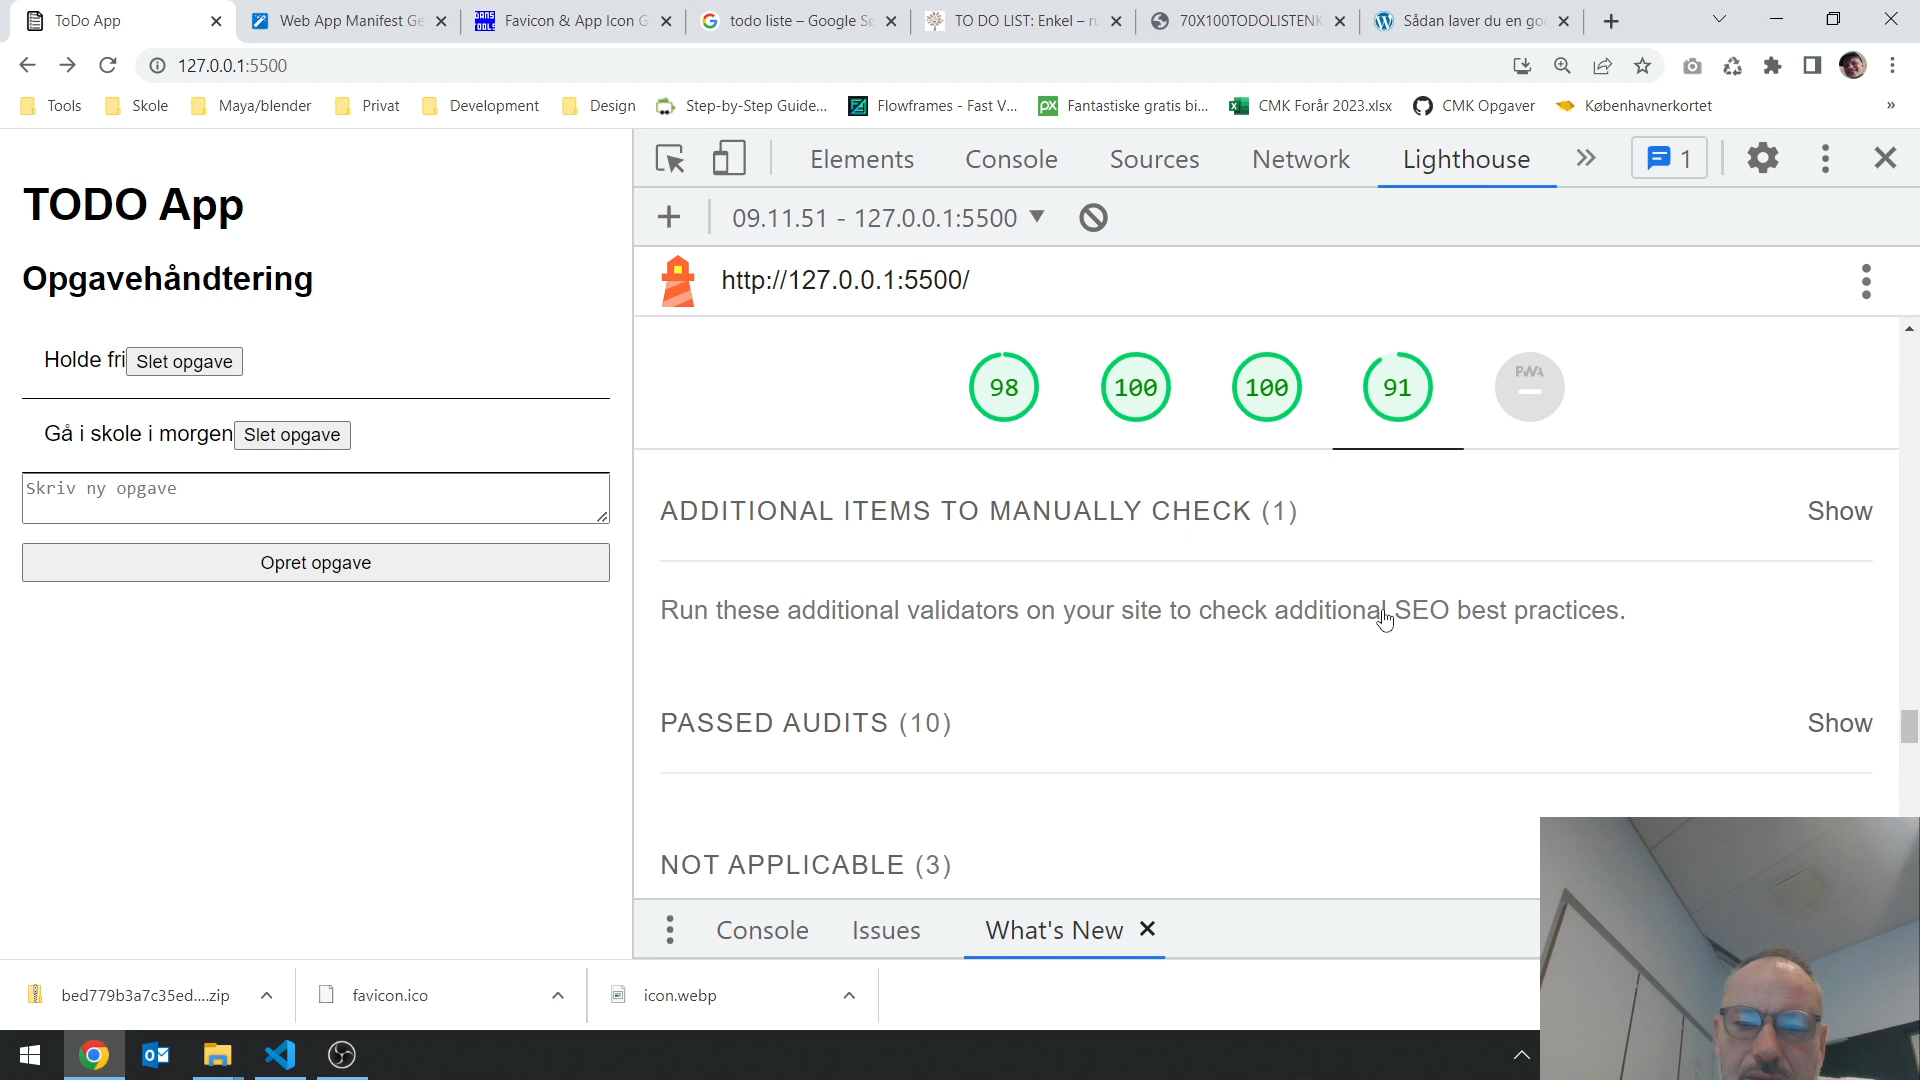 ToDo App
Web App Manifest Ge
Favicon & App Icon G
todo liste – Google Sø
TO DO LIST: Enkel – ru
70X100TODOLISTENK
Sådan laver du en goo
127.0.0.1:5500
Tools
Skole
Maya/blender
Privat
Development
Design
Step-by-Step Guide...
Flowframes - Fast V...
Fantastiske gratis bi...
CMK Forår 2023.xlsx
CMK Opgaver
Københavnerkortet
»
TODO App
Opgavehåndtering
Holde fri
Slet opgave
Gå i skole i morgen
Slet opgave
Skriv ny opgave
Opret opgave
Elements
Console
Sources
Network
Lighthouse
1
09.11.51 - 127.0.0.1:5500
http://127.0.0.1:5500/
98
100
100
91
PWA
ADDITIONAL ITEMS TO MANUALLY CHECK (1)
Show
Run these additional validators on your site to check additional SEO best practices.
PASSED AUDITS (10)
Show
NOT APPLICABLE (3)
Console
Issues
What's New
bed779b3a7c35ed....zip
favicon.ico
icon.webp